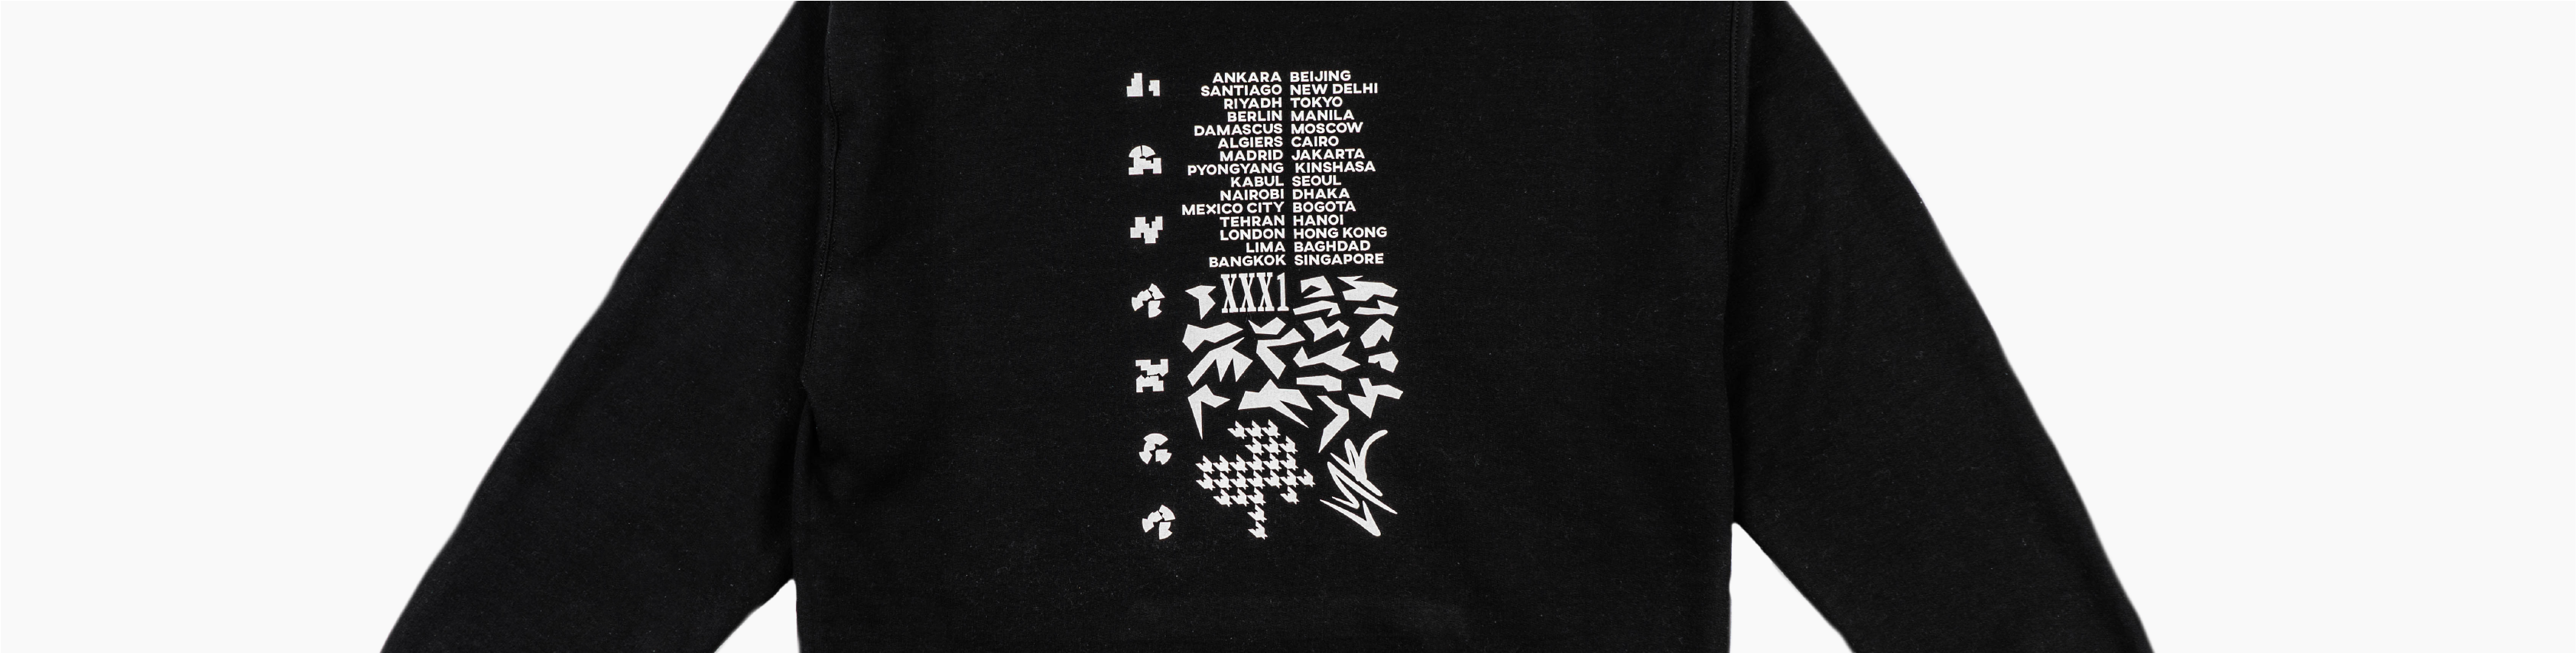 ANKARA BEIJING
SANTIAGO NEW DELHI
RIYADH TOKYO
BERLIN MANILA
DAMASCUS MOSCOW
ALGIERS CAIRO
MADRID JAKARTA
PYONGYANG KINSHASA
KABUL SEOUL
NAIROBI DHAKA
MEXICO CITY BOGOTA
TEHRAN HANOI
LONDON HONG KONG
LIMA BAGHDAD
BANGKOK SINGAPORE
XXX1